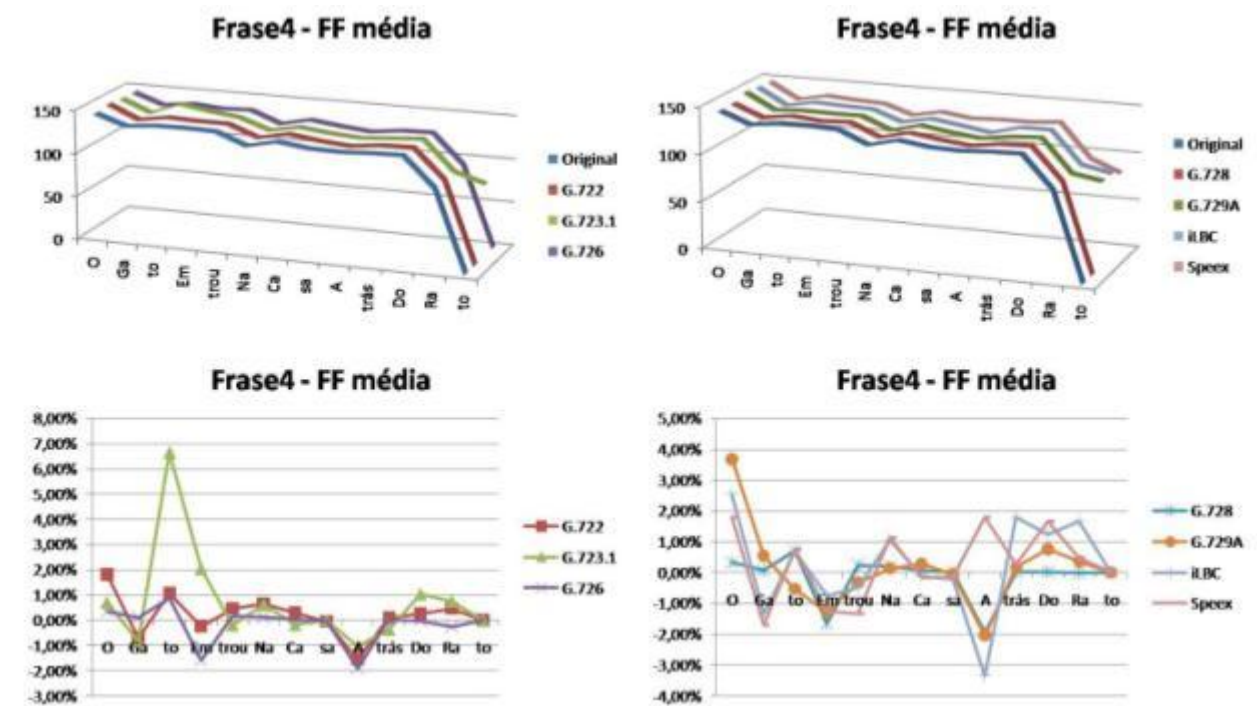 Frase4 - FF média
150
100
50
0
O
Ga
to
Em
trou
Na
Ca
sa
A
trás
Do
Ra
to
Original
G.722
G.723.1
G.726
Frase4 - FF média
150
100
50
0
O
Ga
to
Em
trou
Na
Ca
sa
A
trás
Do
Ra
to
Original
G.728
G.729A
iLBC
Speex
Frase4 - FF média
8,00%
7,00%
6,00%
5,00%
4,00%
3,00%
2,00%
1,00%
0,00%
-1,00%
-2,00%
-3,00%
O Ga to Em trou Na Ca sa A trás Do Ra to
G.722
G.723.1
G.726
Frase4 - FF média
5,00%
4,00%
3,00%
2,00%
1,00%
0,00%
-1,00%
-2,00%
-3,00%
-4,00%
O Ga to Em trou Na Ca sa A trás Do Ra to
G.728
G.729A
iLBC
Speex